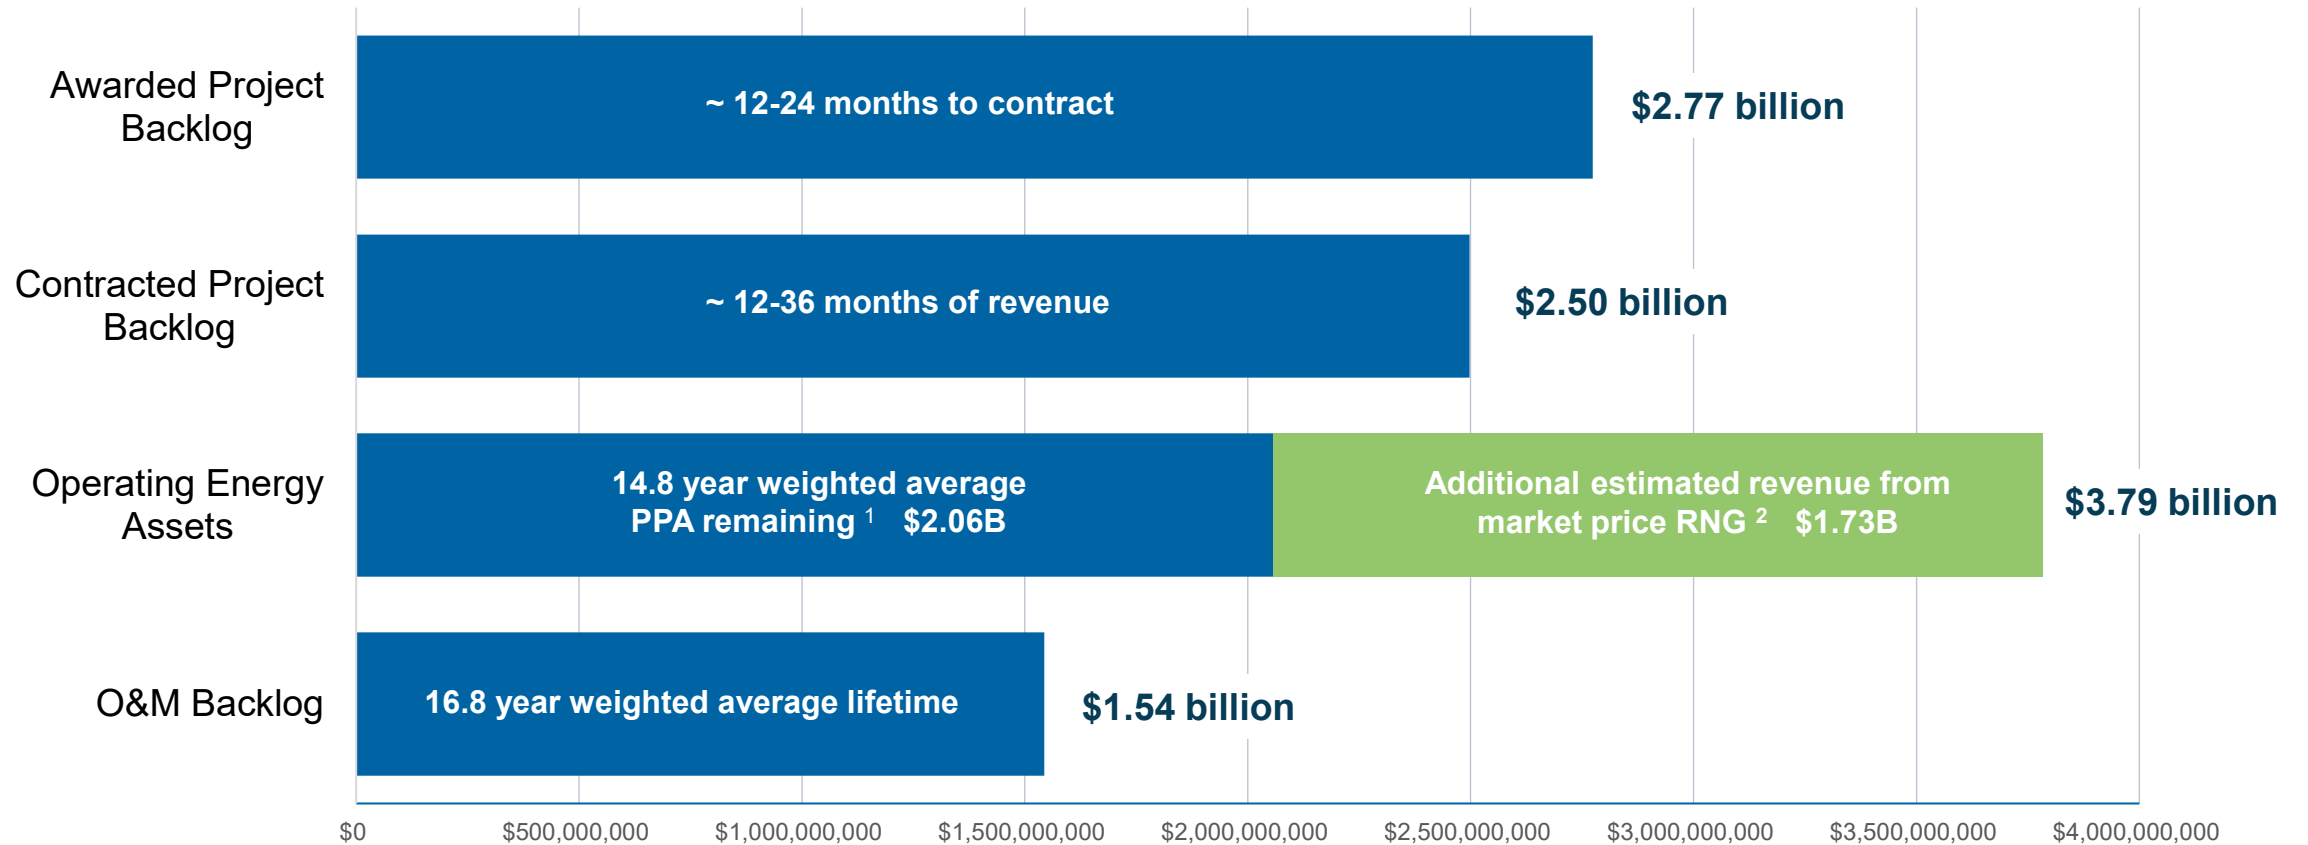 Awarded Project
Backlog
~ 12-24 months to contract
$2.77 billion
Contracted Project
Backlog
~ 12-36 months of revenue
$2.50 billion
Operating Energy
Assets
14.8 year weighted average
PPA remaining ¹ $2.06B
Additional estimated revenue from
market price RNG ² $1.73B
$3.79 billion
O&M Backlog
16.8 year weighted average lifetime
$1.54 billion
$0 $500,000,000 $1,000,000,000 $1,500,000,000 $2,000,000,000 $2,500,000,000 $3,000,000,000 $3,500,000,000 $4,000,000,000